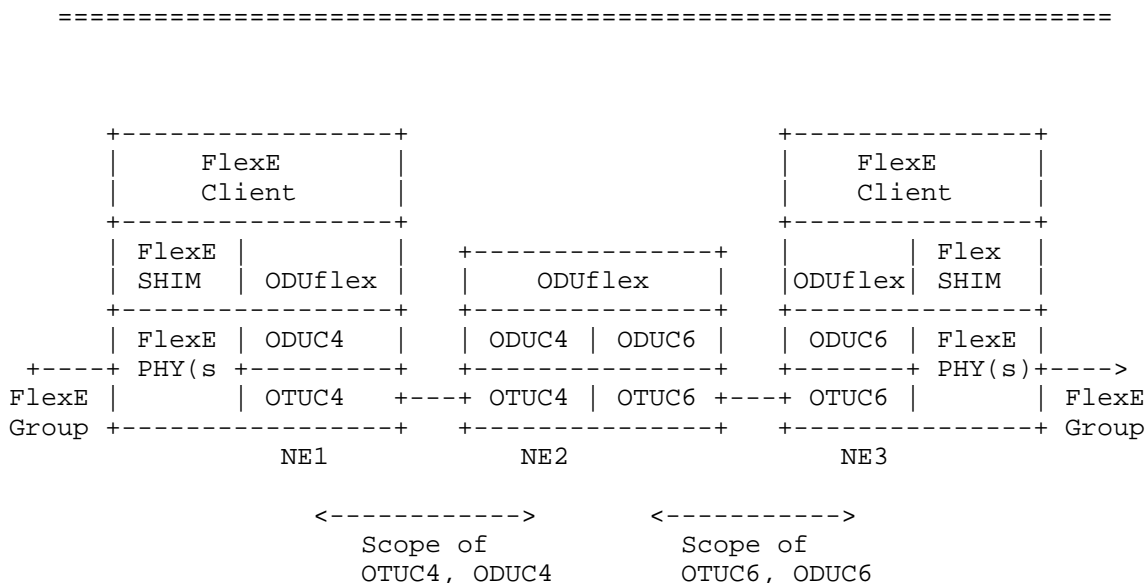 =================================================================
+-----------------+                       +---------------+
|      FlexE      |                       |    FlexE      |
|      Client     |                       |    Client     |
+-----------------+                       +---------------+
| FlexE |         |   +---------------+   |       | Flex  |
| SHIM  | ODUflex |   |    ODUflex    |   |ODUflex| SHIM  |
+-----------------+   +---------------+   +---------------+
| FlexE | ODUC4   |   | ODUC4 | ODUC6 |   | ODUC6 | FlexE |
+----+ PHY(s +---------+   +---------------+   +-------+ PHY(s)+---->
FlexE |       | OTUC4   +---+ OTUC4 | OTUC6 +---+ OTUC6 |       | FlexE
Group +-----------------+   +---------------+   +---------------+ Group
NE1            NE2                 NE3
<------------>       <----------->
Scope of            Scope of
OTUC4, ODUC4        OTUC6, ODUC6